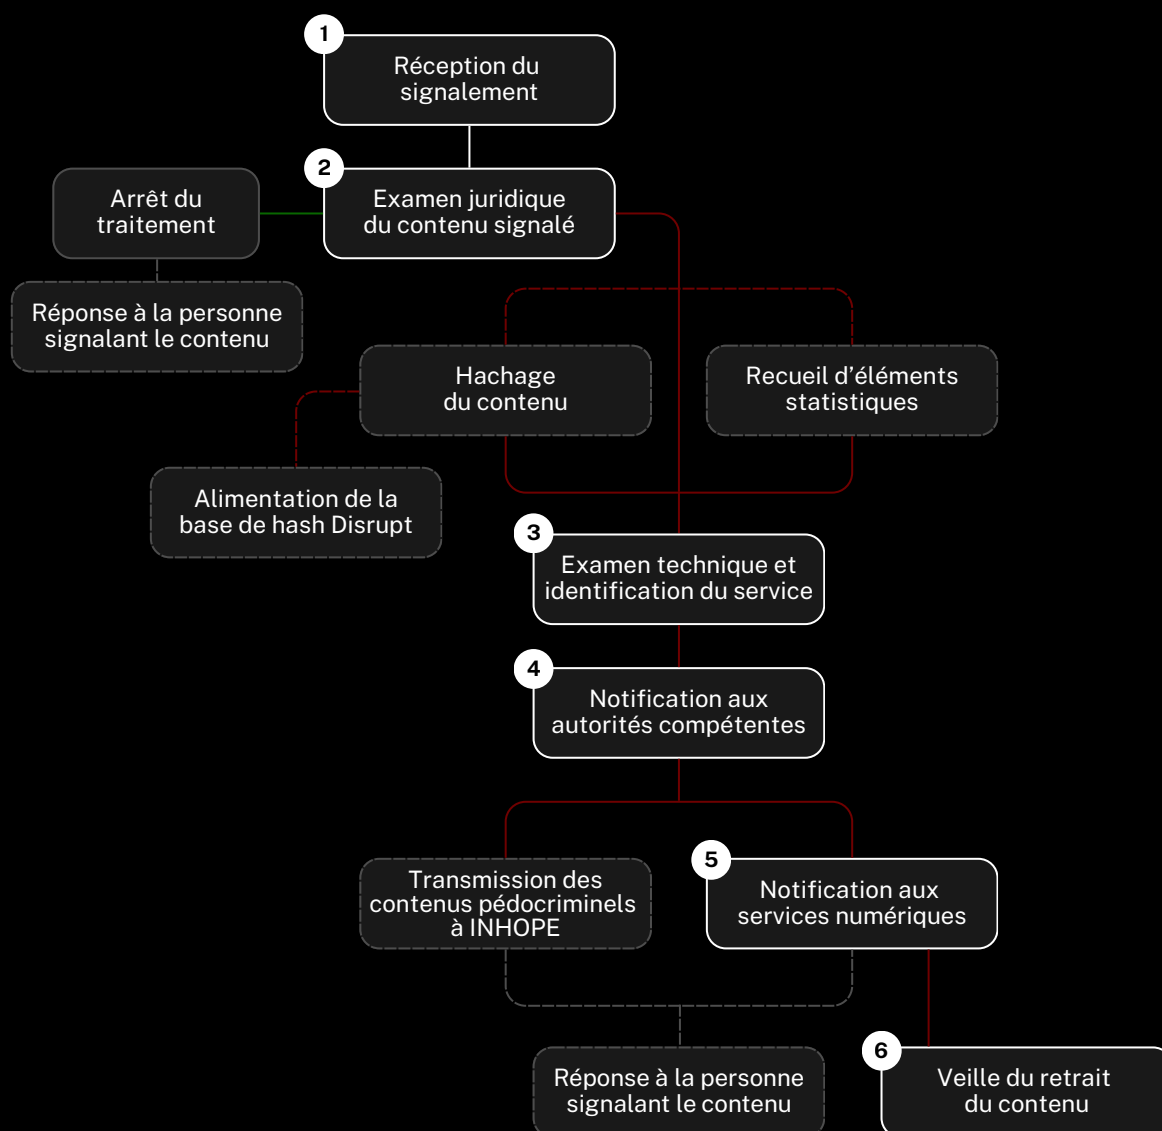 1
Réception du
signalement
2
Examen juridique
du contenu signalé
Arrêt du
traitement
Réponse à la personne
signalant le contenu
Hachage
du contenu
Recueil d’éléments
statistiques
Alimentation de la
base de hash Disrupt
3
Examen technique et
identification du service
4
Notification aux
autorités compétentes
Transmission des
contenus pédocriminels
à INHOPE
5
Notification aux
services numériques
Réponse à la personne
signalant le contenu
6
Veille du retrait
du contenu